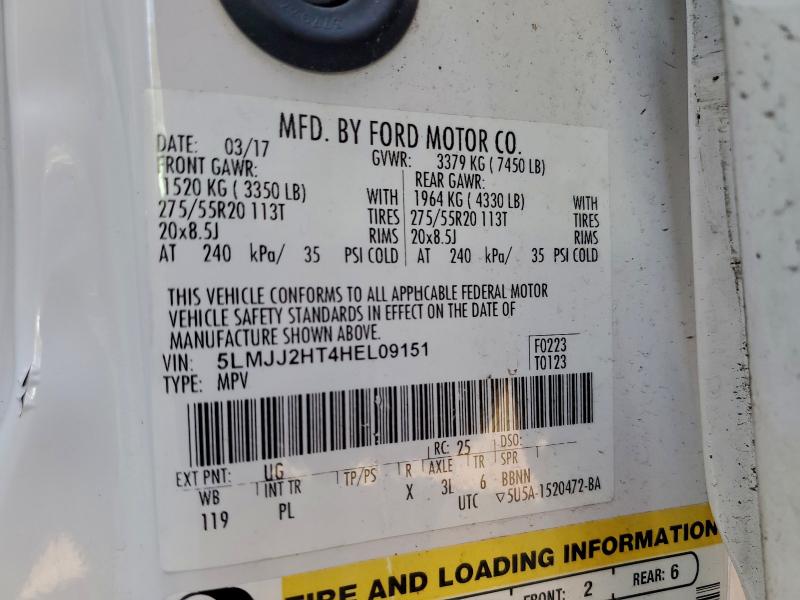 MFD. BY FORD MOTOR CO.
DATE: 03/17 GVWR: 3379 KG ( 7450 LB)
FRONT GAWR: REAR GAWR:
1520 KG ( 3350 LB) WITH 1964 KG ( 4330 LB) WITH
275/55R20 113T TIRES 275/55R20 113T TIRES
20x8.5J RIMS 20x8.5J RIMS
AT 240 kPa/ 35 PSI COLD AT 240 kPa/ 35 PSI COLD
THIS VEHICLE CONFORMS TO ALL APPLICABLE FEDERAL MOTOR
VEHICLE SAFETY STANDARDS IN EFFECT ON THE DATE OF
MANUFACTURE SHOWN ABOVE.
VIN: 5LMJJ2HT4HEL09151 F0223
TYPE: MPV T0123
RC: 25 DSO:
EXT PNT: UG
WB INT TR TP/PS R AXLE TR SPR
119 PL X 3L 6 BBNN
UTC ▽5U5A-1520472-BA
TIRE AND LOADING INFORMATION
FRONT: 2 REAR: 6